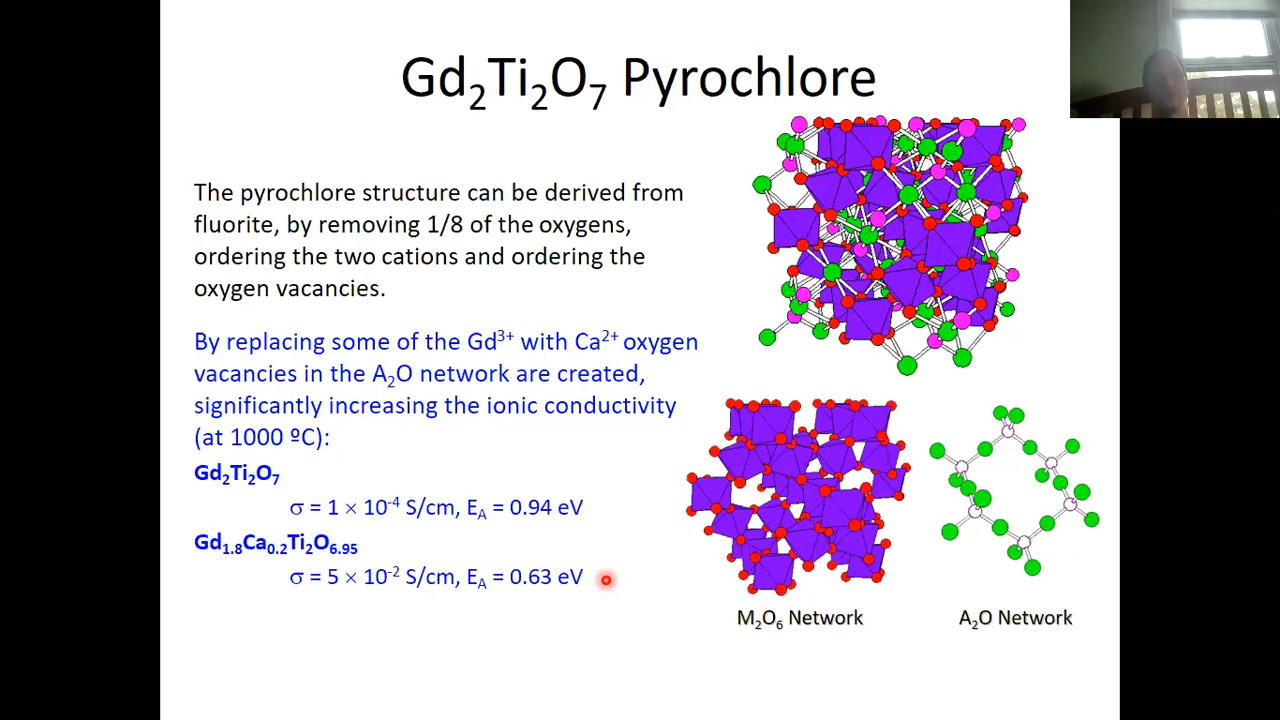 Gd₂Ti₂O₇ Pyrochlore
The pyrochlore structure can be derived from
fluorite, by removing 1/8 of the oxygens,
ordering the two cations and ordering the
oxygen vacancies.
By replacing some of the Gd³⁺ with Ca²⁺ oxygen
vacancies in the A₂O network are created,
significantly increasing the ionic conductivity
(at 1000 ºC):
Gd₂Ti₂O₇
σ = 1 × 10⁻⁴ S/cm, E_A = 0.94 eV
Gd₁.₈Ca₀.₂Ti₂O₆.₉₅
σ = 5 × 10⁻² S/cm, E_A = 0.63 eV
M₂O₆ Network
A₂O Network